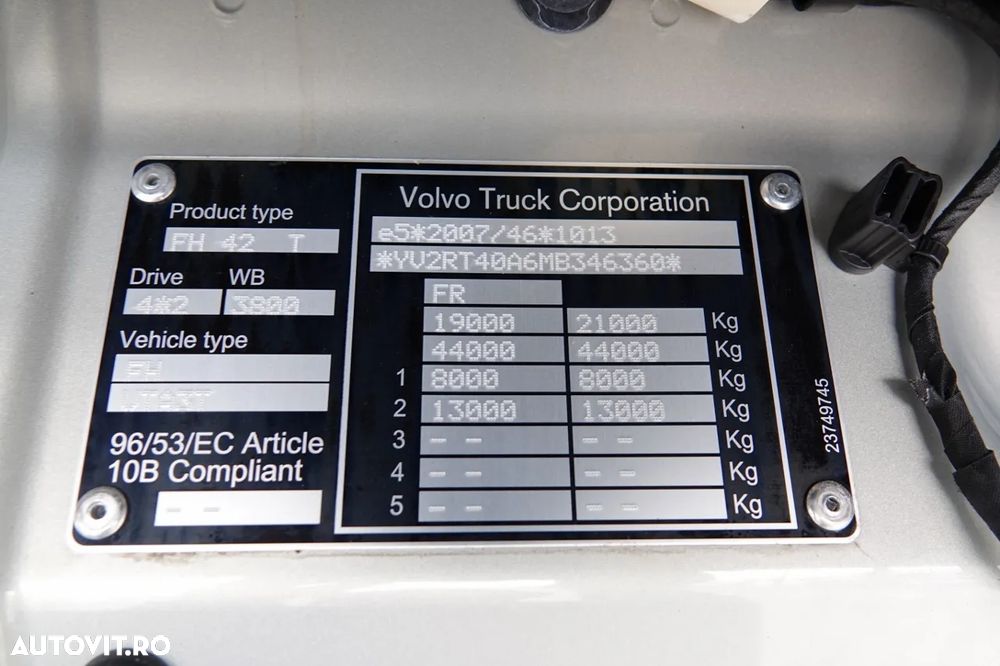 Product type
FH 42 T
Drive WB
4*2 3800
Vehicle type
FH
96/53/EC Article
10B Compliant
- -
Volvo Truck Corporation
e5*2007/46*1013
*YV2RT40A6MB346360*
FR
19000 21000 Kg
44000 44000 Kg
1 8000 8000 Kg
2 13000 13000 Kg
3 - - - - Kg
4 - - - - Kg
5 - - - - Kg
23749745
AUTOVIT.RO